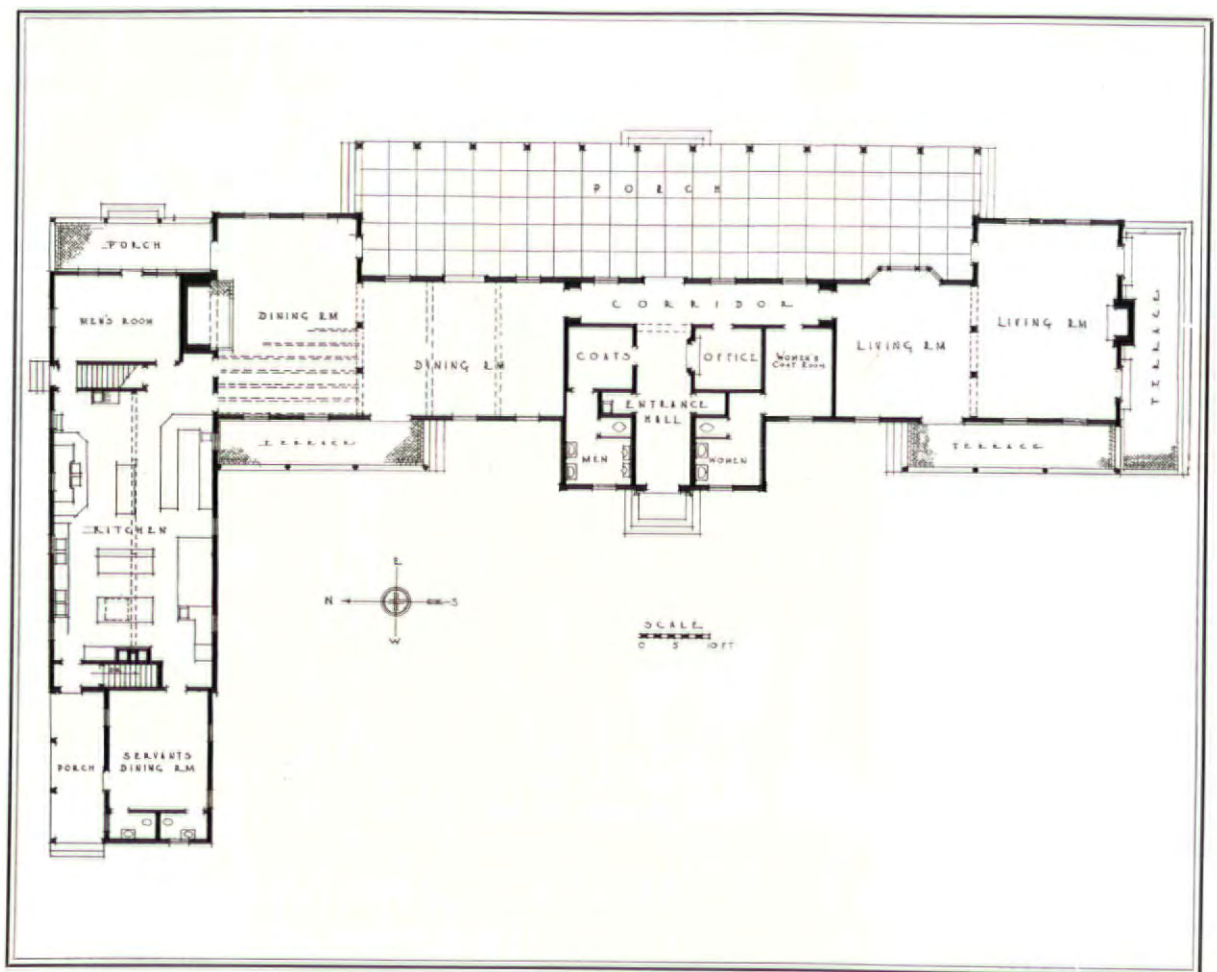 PORCH
PORCH
MEN'S ROOM
DINING RM
CORRIDOR
LIVING RM
TERRACE
COATS
OFFICE
WOMEN'S
COAT ROOM
LIVING RM
DINING RM
ENTRANCE
HALL
TERRACE
TERRACE
MEN
WOMEN
KITCHEN
E
N
S
W
SCALE
0 5 10 FT
SERVANTS
DINING RM
PORCH